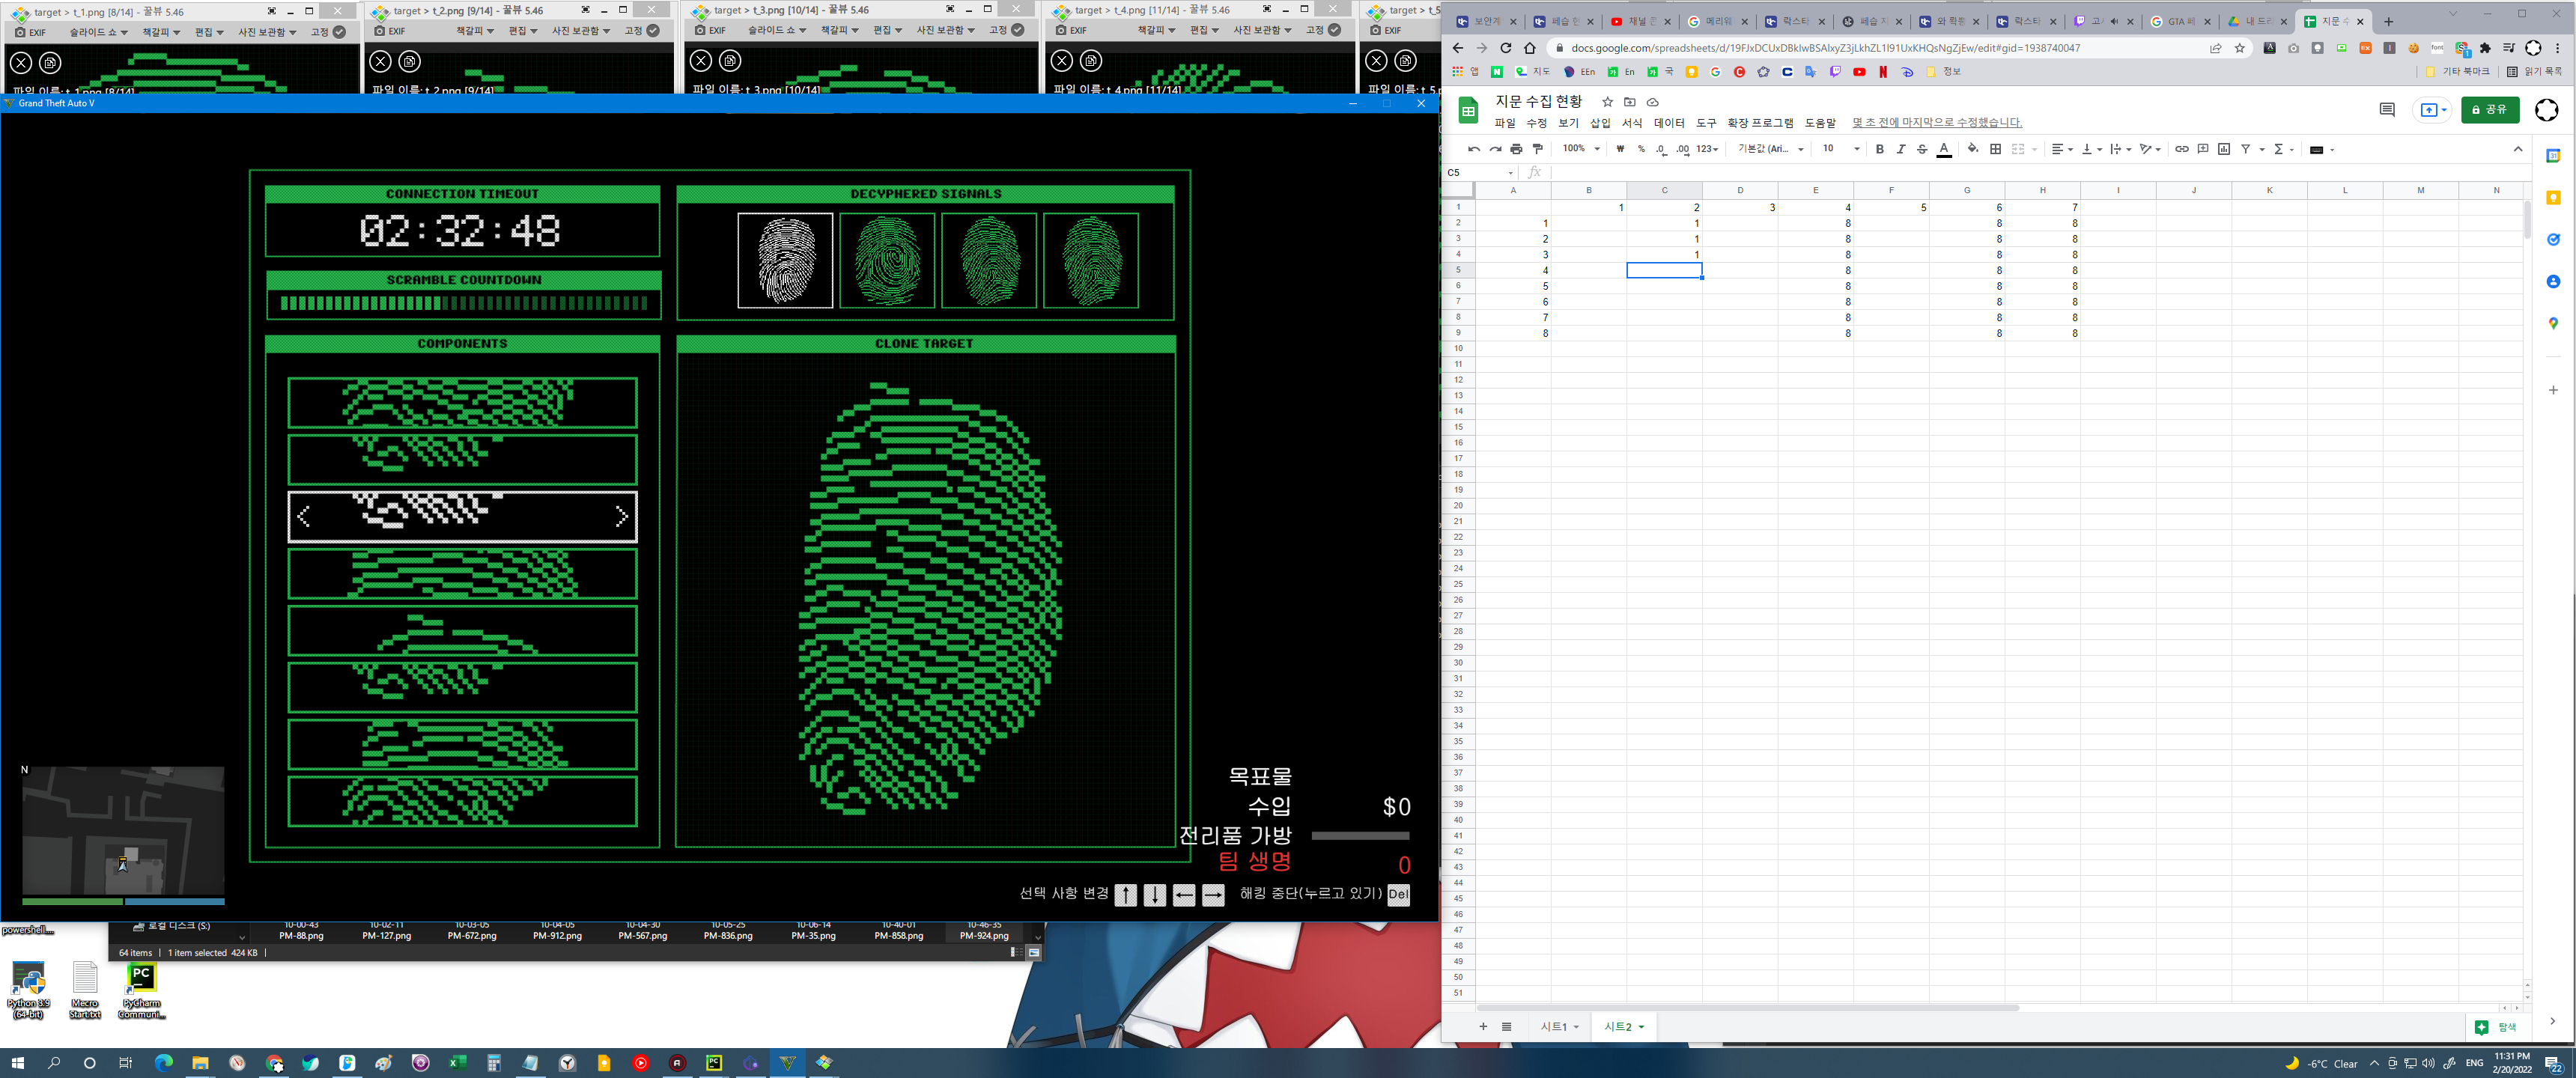 target > t_1.png [8/14] - 꿀뷰 5.46
target > t_2.png [9/14] - 꿀뷰 5.46
target > t_3.png [10/14] - 꿀뷰 5.46
target > t_4.png [11/14] - 꿀뷰 5.46
target > t_5
EXIF 슬라이드 쇼 책갈피 편집 사진 보관함 고정
EXIF 책갈피 편집 사진 보관함 고정
EXIF 슬라이드 쇼 책갈피 편집 사진 보관함 고정
EXIF 책갈피 편집 사진 보관함 고정
EXIF
파일 이름: t_1.png [8/14]
파일 이름: t_2.png [9/14]
파일 이름: t_3.png [10/14]
파일 이름: t_4.png [11/14]
파일 이름: t_5.p
Grand Theft Auto V
CONNECTION TIMEOUT
02:32:48
SCRAMBLE COUNTDOWN
DECYPHERED SIGNALS
COMPONENTS
CLONE TARGET
N
목표물
수입 $0
전리품 가방
팀 생명 0
선택 사항 변경 ↑ ↓ ← → 해킹 중단(누르고 있기) Del
powershell....
로컬 디스크 (S:)
10-00-43 10-02-11 10-03-05 10-04-05 10-04-30 10-05-25 10-06-14 10-40-01 10-46-35
PM-88.png PM-127.png PM-672.png PM-912.png PM-567.png PM-836.png PM-35.png PM-858.png PM-924.png
64 items 1 item selected 424 KB
Python 3.9 (64-bit)
Mecro Start.txt
PyCharm Communi...
보안계
페습 한
채널 콘
메리워
락스타
페습 지
와 확률
락스타
고사
GTA 페
내 드라
지문 수
docs.google.com/spreadsheets/d/19FJxDCUxDBkIwBSAlxyZ3jLkhZL1l91UxKHQsNgZjEw/edit#gid=1938740047
앱 지도 EEn En 국 정보 기타 북마크 읽기 목록
지문 수집 현황
파일 수정 보기 삽입 서식 데이터 도구 확장 프로그램 도움말 몇 초 전에 마지막으로 수정했습니다.
공유
100% ₩ % .0 .00 123 기본값 (Ari... 10 B I S A
C5 fx
A B C D E F G H I J K L M N
1 1 2 3 4 5 6 7
2 1 1 8 8 8
3 2 1 8 8 8
4 3 1 8 8 8
5 4 8 8 8
6 5 8 8 8
7 6 8 8 8
8 7 8 8 8
9 8 8 8 8
10
11
12
13
14
15
16
17
18
19
20
21
22
23
24
25
26
27
28
29
30
31
32
33
34
35
36
37
38
39
40
41
42
43
44
45
46
47
48
49
50
51
시트1 시트2 탐색
-6°C Clear ENG 11:31 PM
2/20/2022 22